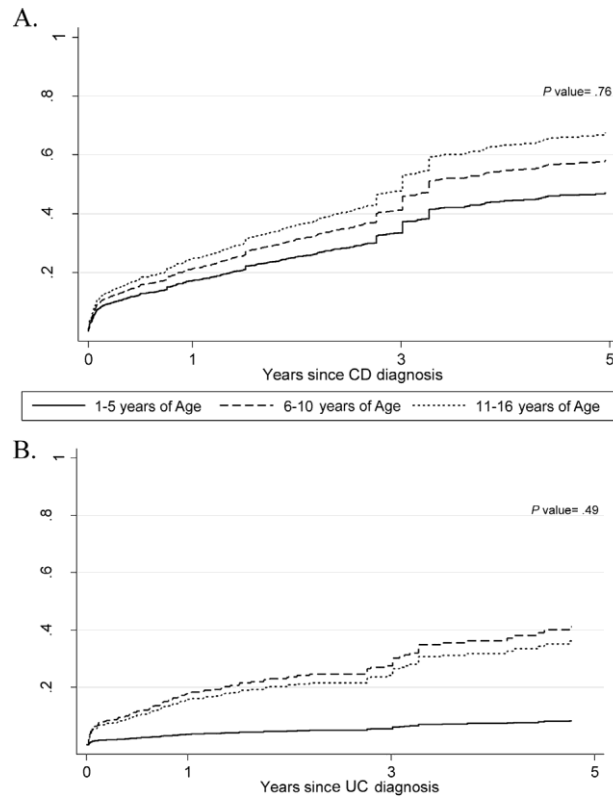 A.
1
.8
P value= .76
.6
.4
.2
0 1 3 5
Years since CD diagnosis
1-5 years of Age 6-10 years of Age 11-16 years of Age
B.
1
.8
P value= .49
.6
.4
.2
0 1 3 5
Years since UC diagnosis